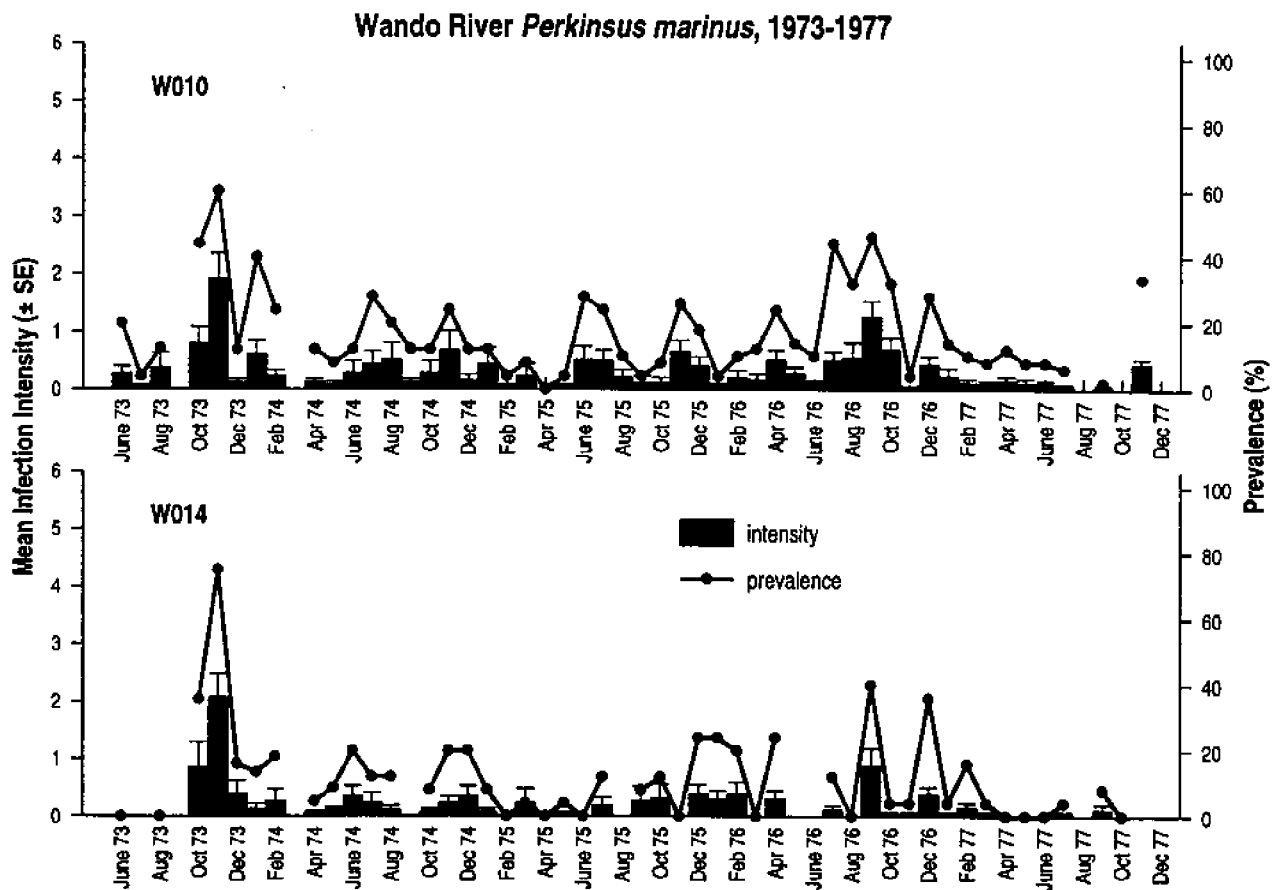 Wando River Perkinsus marinus, 1973-1977
W010
6
5
4
3
2
1
0
100
80
60
40
20
0
June 73 Aug 73 Oct 73 Dec 73 Feb 74 Apr 74 June 74 Aug 74 Oct 74 Dec 74 Feb 75 Apr 75 June 75 Aug 75 Oct 75 Dec 75 Feb 76 Apr 76 June 76 Aug 76 Oct 76 Dec 76 Feb 77 Apr 77 June 77 Aug 77 Oct 77 Dec 77
Mean Infection Intensity (± SE)
Prevalence (%)
W014
6
5
4
3
2
1
0
100
80
60
40
20
0
intensity
prevalence
June 73 Aug 73 Oct 73 Dec 73 Feb 74 Apr 74 June 74 Aug 74 Oct 74 Dec 74 Feb 75 Apr 75 June 75 Aug 75 Oct 75 Dec 75 Feb 76 Apr 76 June 76 Aug 76 Oct 76 Dec 76 Feb 77 Apr 77 June 77 Aug 77 Oct 77 Dec 77